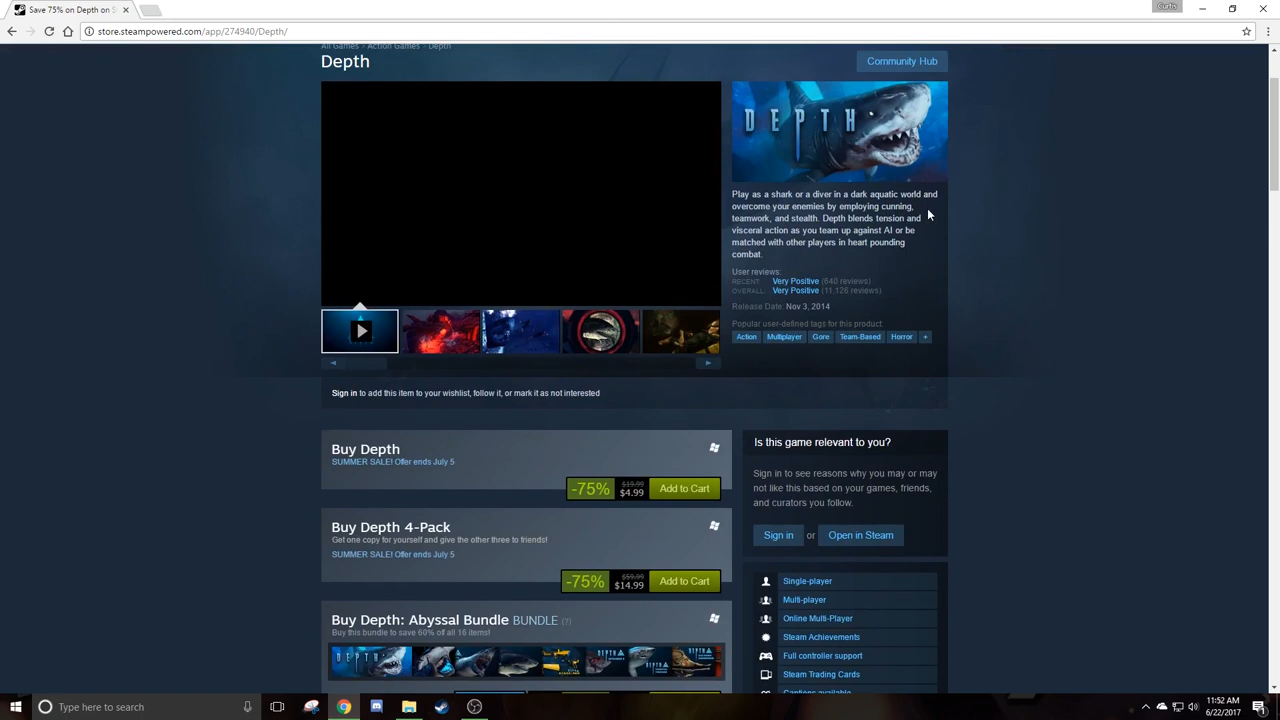 Save 75% on Depth on S
Curtis
store.steampowered.com/app/274940/Depth/
All Games › Action Games › Depth
Depth
Community Hub
DEPTH
Play as a shark or a diver in a dark aquatic world and
overcome your enemies by employing cunning,
teamwork, and stealth. Depth blends tension and
visceral action as you team up against AI or be
matched with other players in heart pounding
combat.
User reviews:
RECENT: Very Positive (640 reviews)
OVERALL: Very Positive (11,126 reviews)
Release Date: Nov 3, 2014
Popular user-defined tags for this product:
Action Multiplayer Gore Team-Based Horror +
Sign in to add this item to your wishlist, follow it, or mark it as not interested
Buy Depth
SUMMER SALE! Offer ends July 5
-75% $19.99 $4.99 Add to Cart
Buy Depth 4-Pack
Get one copy for yourself and give the other three to friends!
SUMMER SALE! Offer ends July 5
-75% $59.99 $14.99 Add to Cart
Buy Depth: Abyssal Bundle BUNDLE (?)
Buy this bundle to save 60% off all 16 items!
DEPTH
Is this game relevant to you?
Sign in to see reasons why you may or may
not like this based on your games, friends,
and curators you follow.
Sign in or Open in Steam
Single-player
Multi-player
Online Multi-Player
Steam Achievements
Full controller support
Steam Trading Cards
Captions available
Type here to search
11:52 AM
6/22/2017